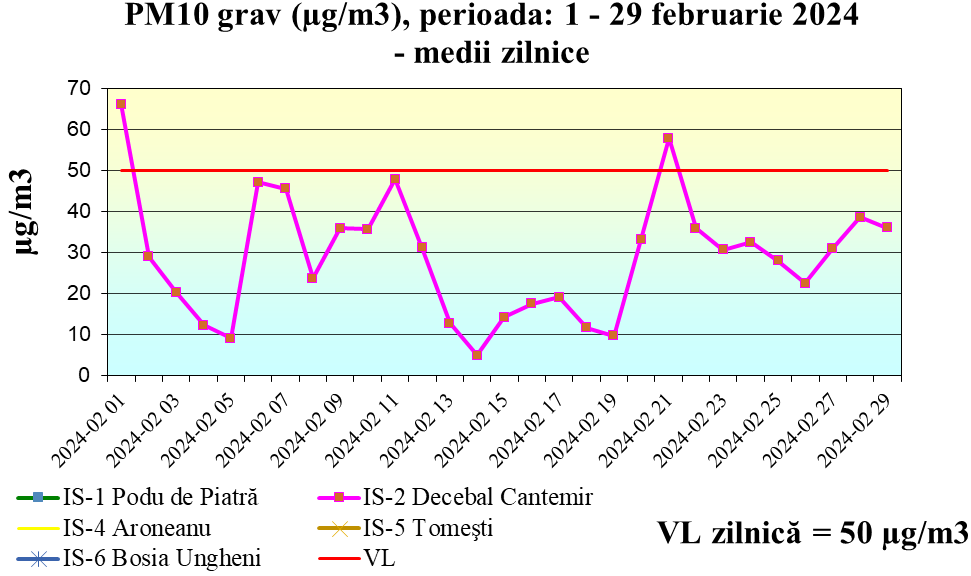 PM10 grav (µg/m3), perioada: 1 - 29 februarie 2024
- medii zilnice
µg/m3
70
60
50
40
30
20
10
0
2024-02 01
2024-02 03
2024-02 05
2024-02 07
2024-02 09
2024-02 11
2024-02 13
2024-02 15
2024-02 17
2024-02 19
2024-02 21
2024-02 23
2024-02 25
2024-02 27
2024-02 29
IS-1 Podu de Piatră
IS-2 Decebal Cantemir
IS-4 Aroneanu
IS-5 Tomeşti
IS-6 Bosia Ungheni
VL
VL zilnică = 50 µg/m3